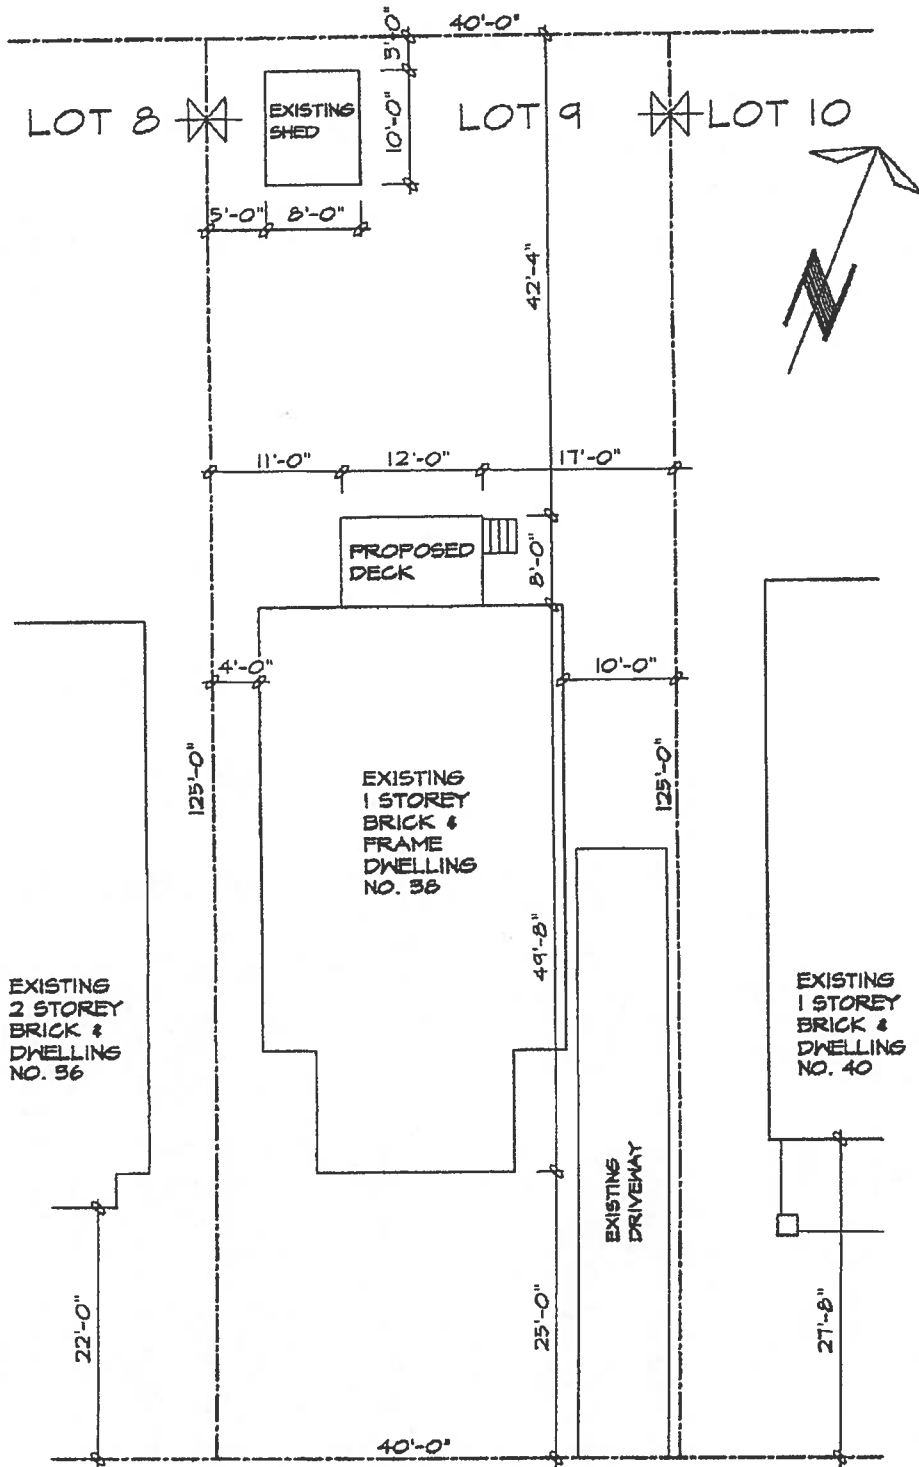 40'-0"
3'-0"
LOT 8
EXISTING
SHED
10'-0"
LOT 9
LOT 10
5'-0"
8'-0"
42'-4"
11'-0"
12'-0"
17'-0"
PROPOSED
DECK
8'-0"
4'-0"
10'-0"
125'-0"
EXISTING
1 STOREY
BRICK &
FRAME
DWELLING
NO. 38
125'-0"
49'-8"
EXISTING
2 STOREY
BRICK &
DWELLING
NO. 36
EXISTING
1 STOREY
BRICK &
DWELLING
NO. 40
EXISTING
DRIVEWAY
22'-0"
25'-0"
27'-8"
40'-0"
N